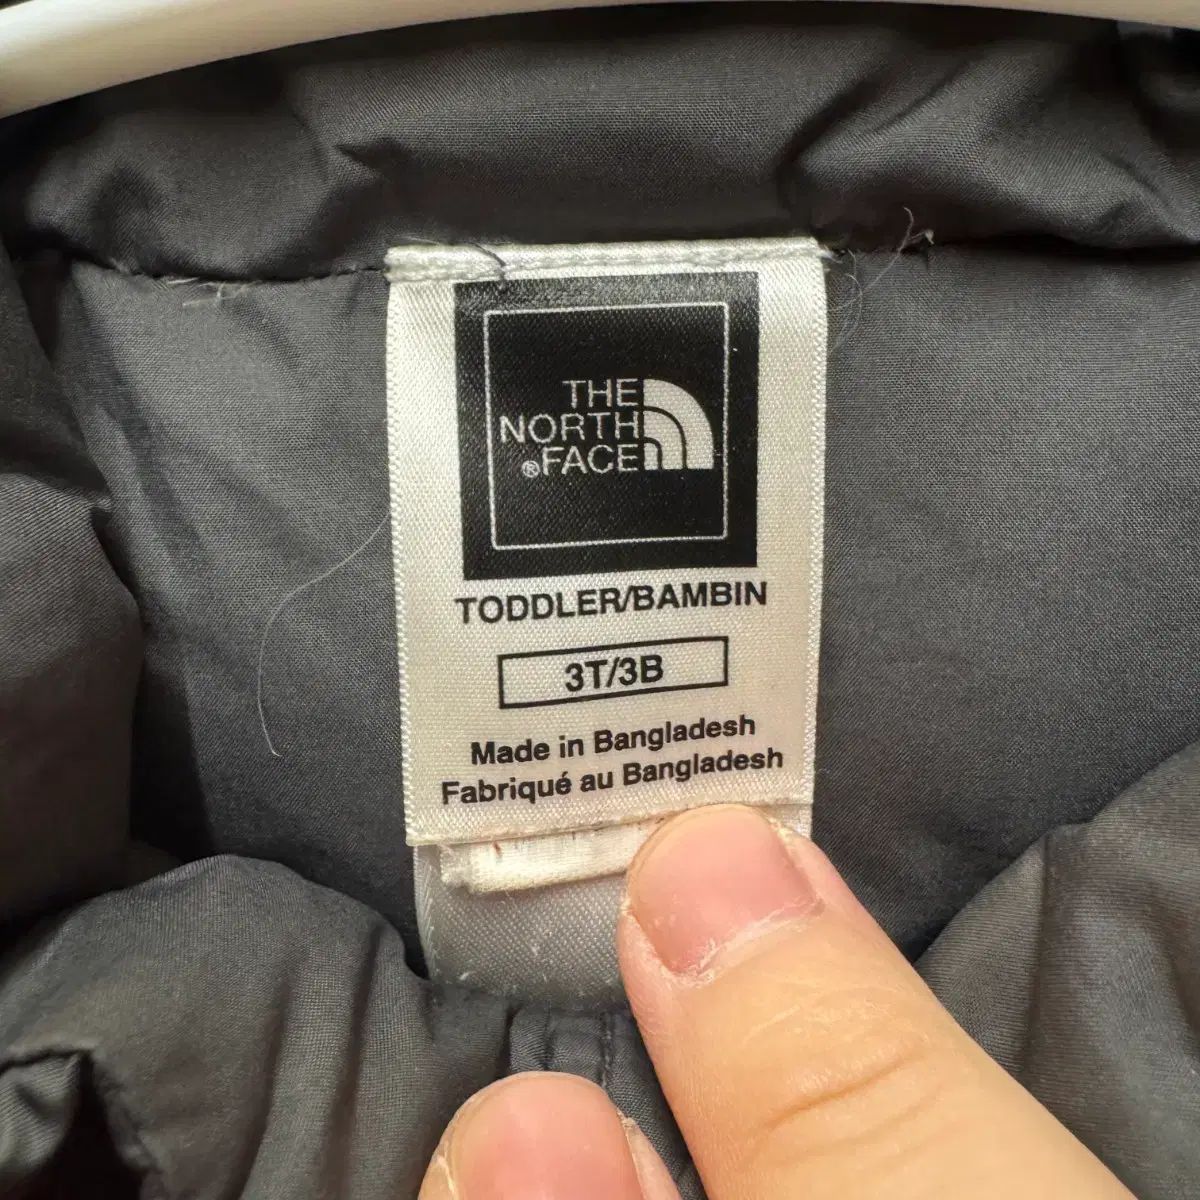 THE
NORTH
®FACE
TODDLER/BAMBIN
3T/3B
Made in Bangladesh
Fabriqué au Bangladesh